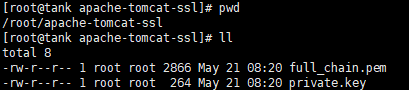 [root@tank apache-tomcat-ssl]# pwd
/root/apache-tomcat-ssl
[root@tank apache-tomcat-ssl]# ll
total 8
-rw-r--r-- 1 root root 2866 May 21 08:20 full_chain.pem
-rw-r--r-- 1 root root  264 May 21 08:20 private.key